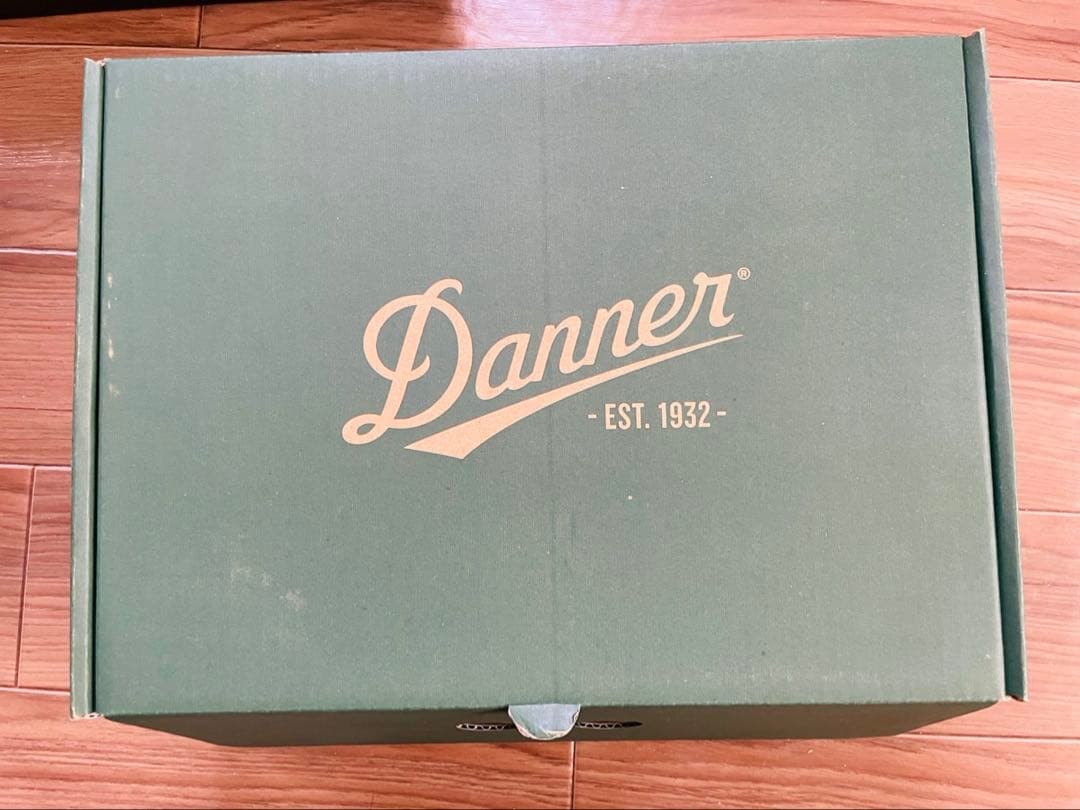 Danner®
- EST. 1932 -